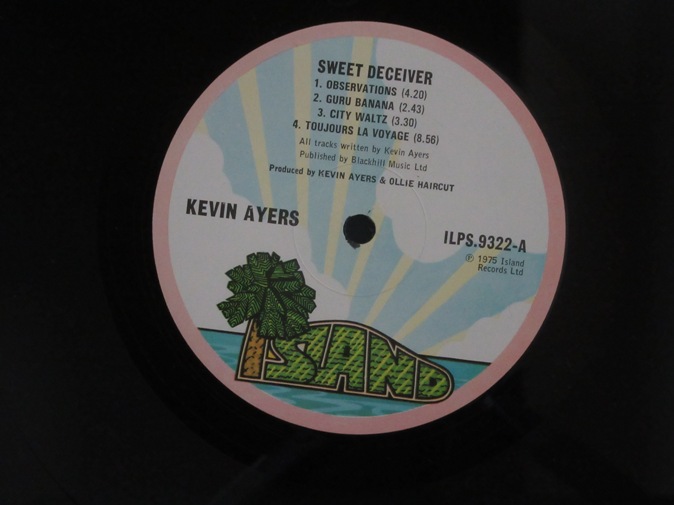 SWEET DECEIVER
1. OBSERVATIONS (4.20)
2. GURU BANANA (2.43)
3. CITY WALTZ (3.30)
4. TOUJOURS LA VOYAGE (8.56)
All tracks written by Kevin Ayers
Published by Blackhill Music Ltd
Produced by KEVIN AYERS & OLLIE HAIRCUT
KEVIN AYERS
ILPS.9322-A
℗ 1975 Island
Records Ltd
ISLAND